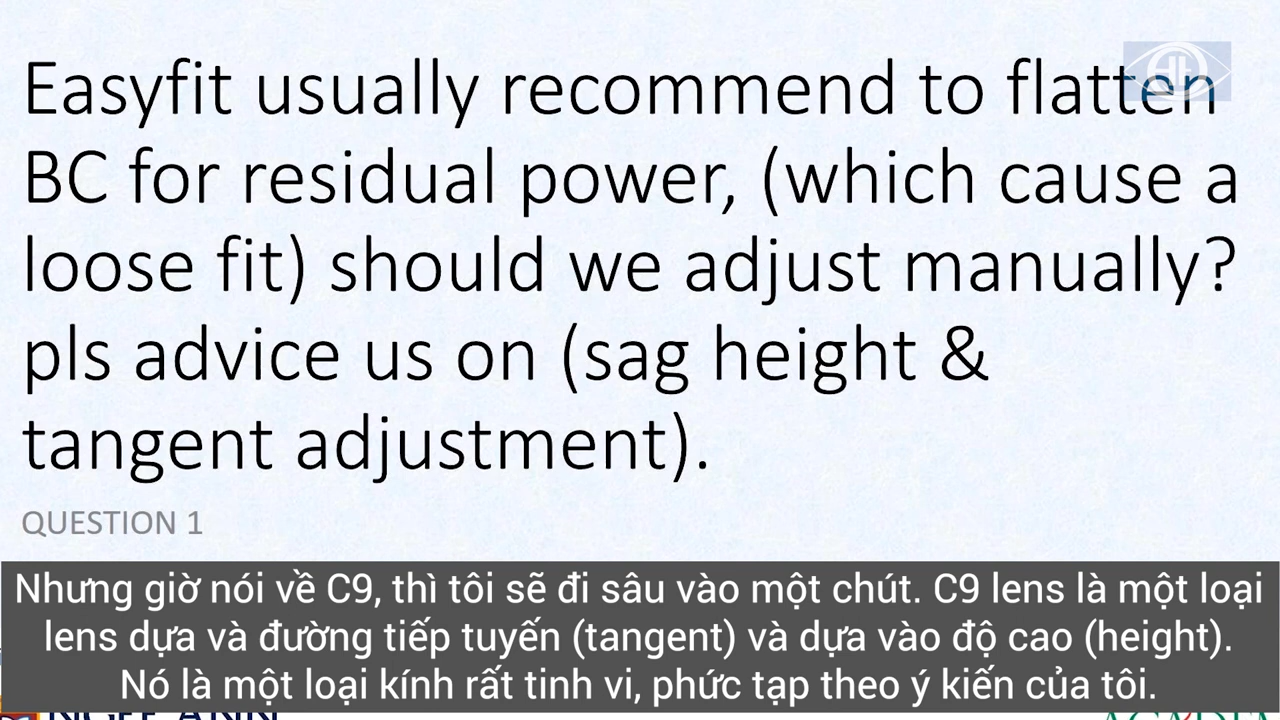 Easyfit usually recommend to flatten
BC for residual power, (which cause a
loose fit) should we adjust manually?
pls advice us on (sag height &
tangent adjustment).
QUESTION 1
Nhưng giờ nói về C9, thì tôi sẽ đi sâu vào một chút. C9 lens là một loại
lens dựa và đường tiếp tuyến (tangent) và dựa vào độ cao (height).
Nó là một loại kính rất tinh vi, phức tạp theo ý kiến của tôi.